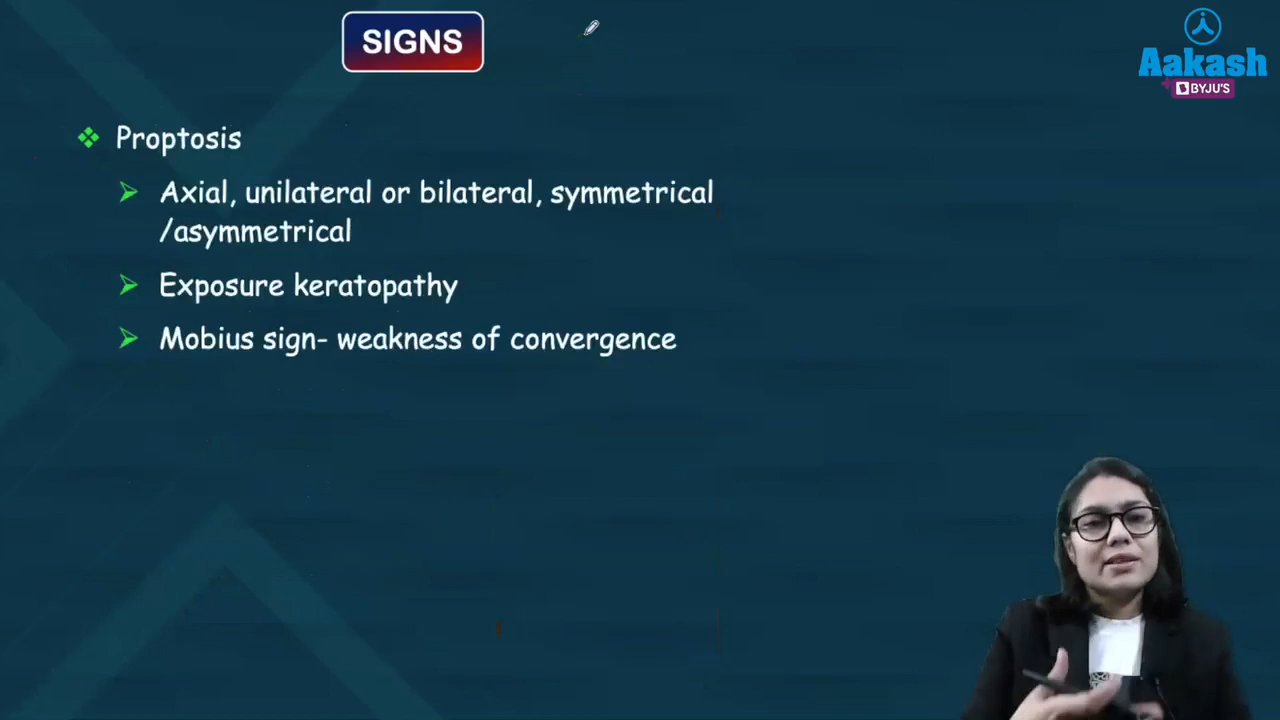 SIGNS
Aakash
BYJU'S
Proptosis
Axial, unilateral or bilateral, symmetrical
/asymmetrical
Exposure keratopathy
Mobius sign- weakness of convergence